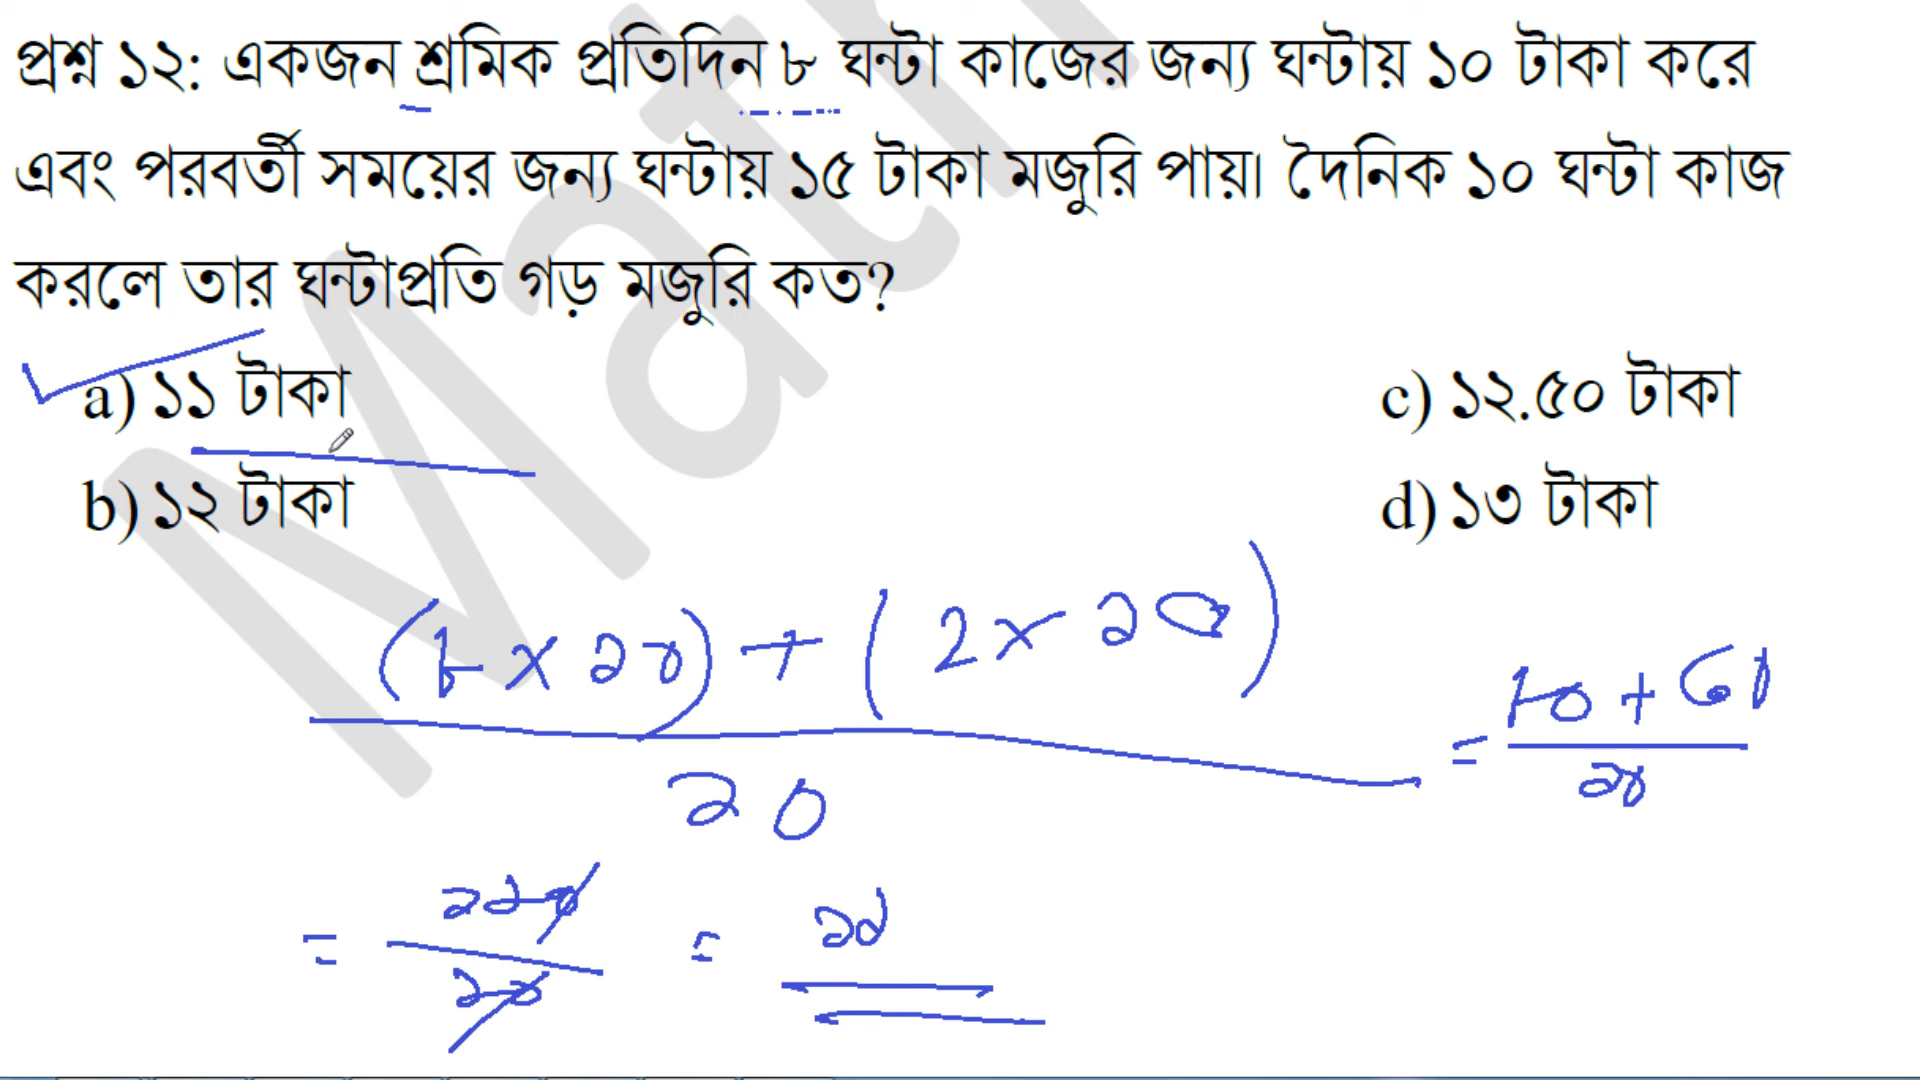 প্রশ্ন ১২: একজন শ্রমিক প্রতিদিন ৮ ঘন্টা কাজের জন্য ঘন্টায় ১০ টাকা করে
এবং পরবর্তী সময়ের জন্য ঘন্টায় ১৫ টাকা মজুরি পায়। দৈনিক ১০ ঘন্টা কাজ
করলে তার ঘন্টাপ্রতি গড় মজুরি কত?
a) ১১ টাকা
c) ১২.৫০ টাকা
b) ১২ টাকা
d) ১৩ টাকা
(৮ × ১০) + (২ × ১৫)
১০
= ৮০ + ৩০
১০
= ১১০
১০
= ১১
Math